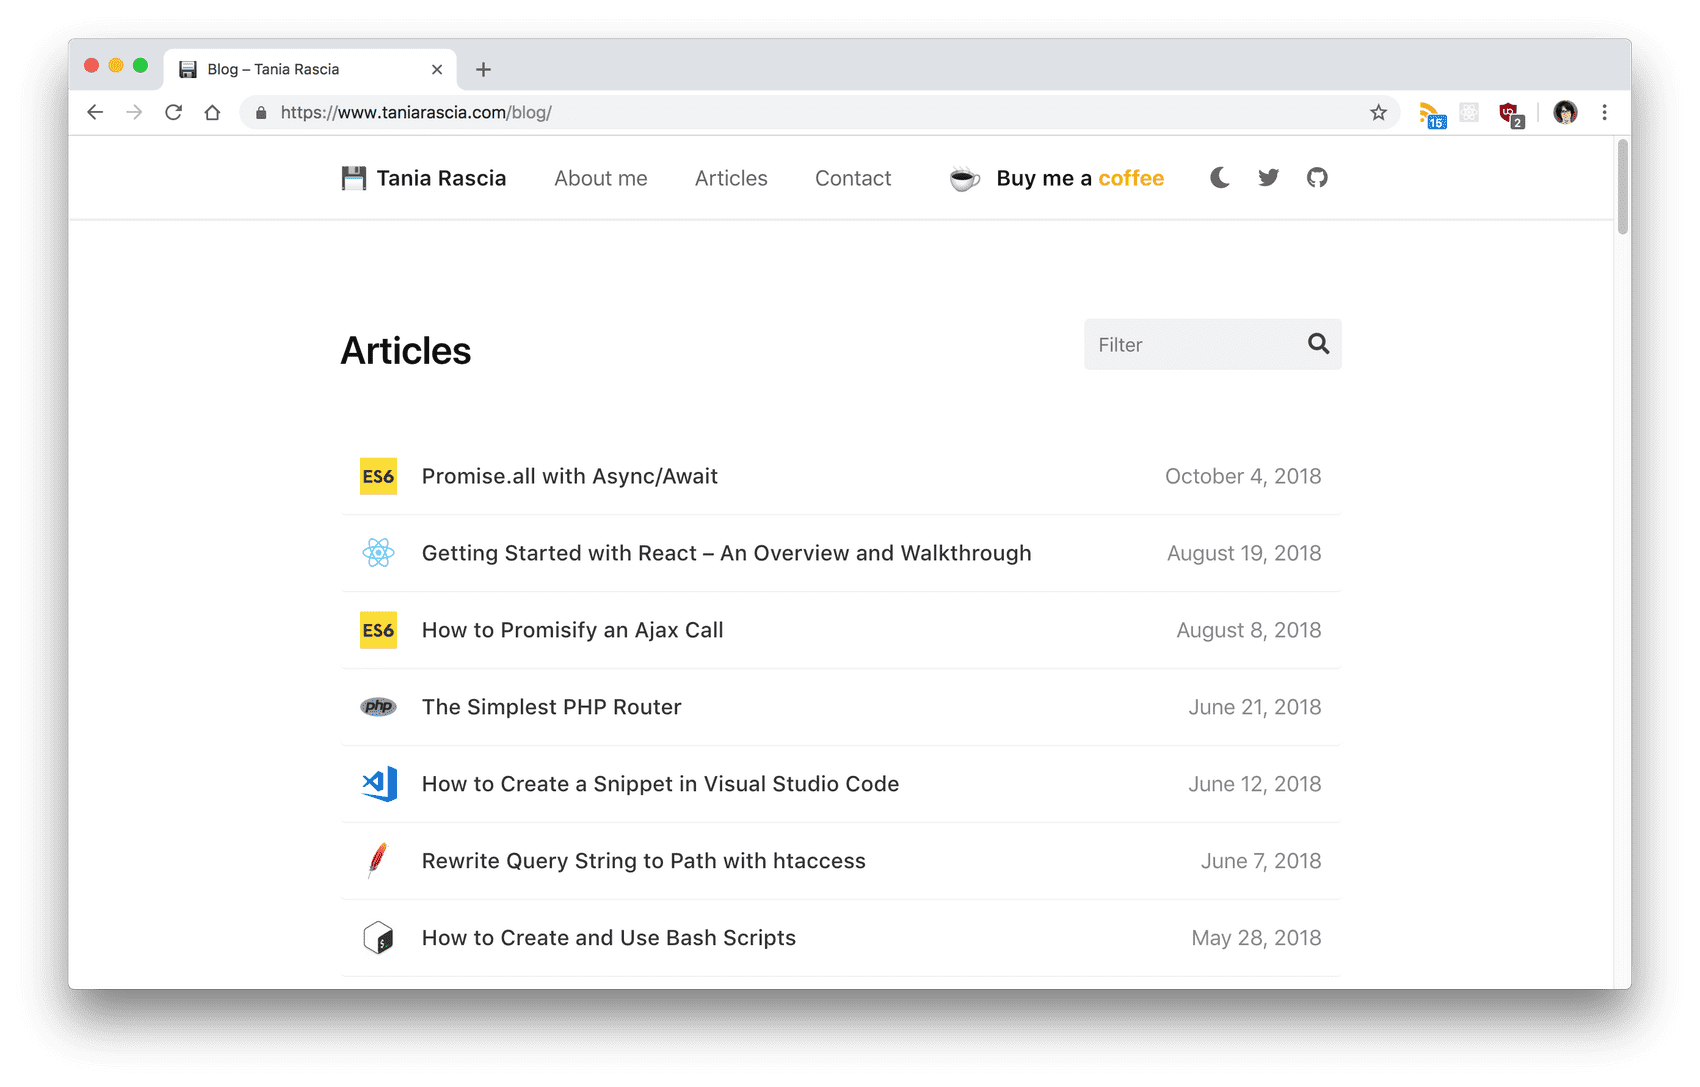 Blog – Tania Rascia
https://www.taniarascia.com/blog/
15
2
Tania Rascia About me Articles Contact Buy me a coffee
Articles
Filter
ES6 Promise.all with Async/Await October 4, 2018
Getting Started with React – An Overview and Walkthrough August 19, 2018
ES6 How to Promisify an Ajax Call August 8, 2018
php The Simplest PHP Router June 21, 2018
How to Create a Snippet in Visual Studio Code June 12, 2018
Rewrite Query String to Path with htaccess June 7, 2018
$ How to Create and Use Bash Scripts May 28, 2018